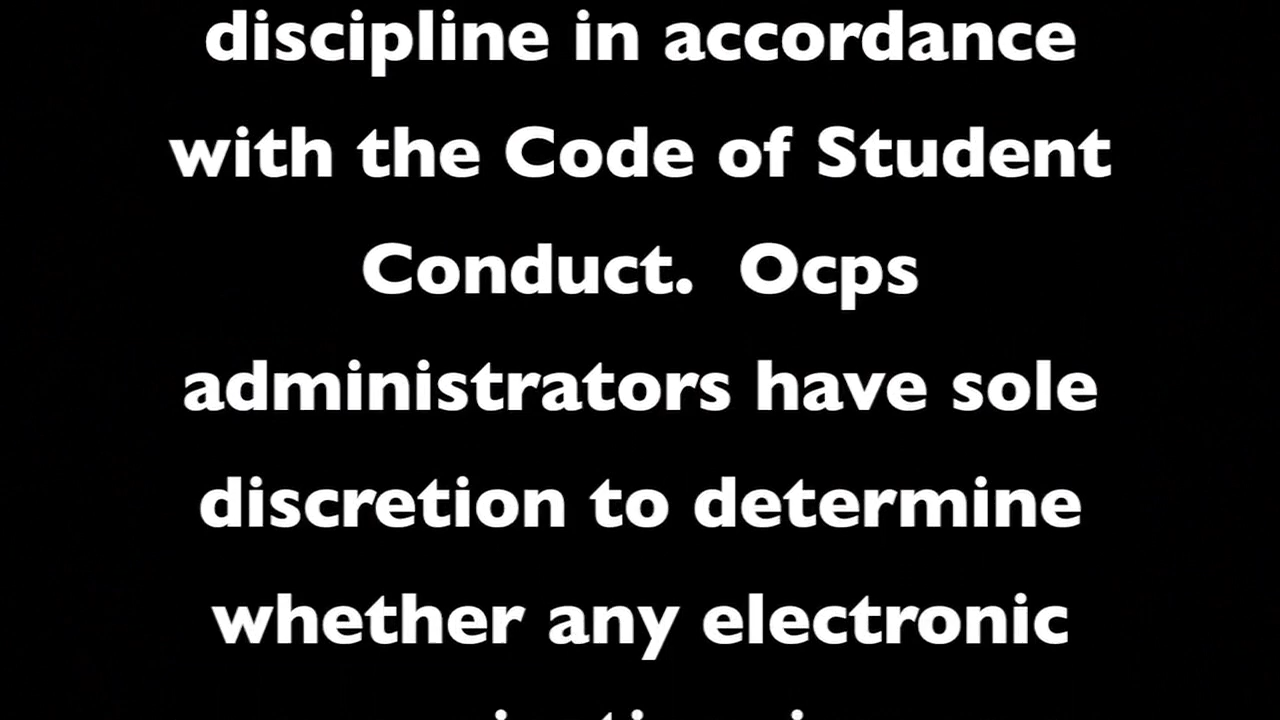 discipline in accordance
with the Code of Student
Conduct.  Ocps
administrators have sole
discretion to determine
whether any electronic